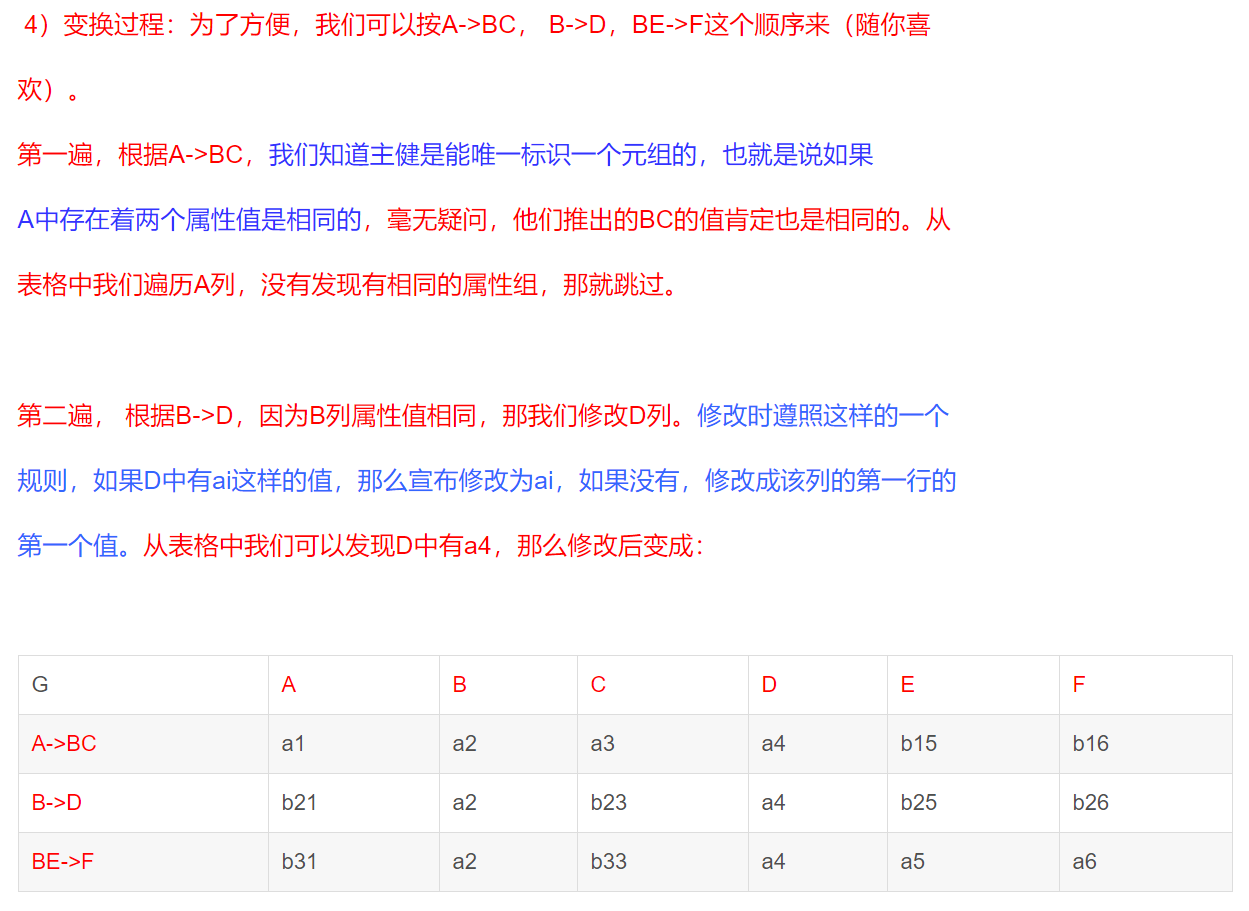 4）变换过程：为了方便，我们可以按A->BC， B->D，BE->F这个顺序来（随你喜
欢）。
第一遍，根据A->BC，我们知道主健是能唯一标识一个元组的，也就是说如果
A中存在着两个属性值是相同的，毫无疑问，他们推出的BC的值肯定也是相同的。从
表格中我们遍历A列，没有发现有相同的属性组，那就跳过。
第二遍， 根据B->D，因为B列属性值相同，那我们修改D列。修改时遵照这样的一个
规则，如果D中有ai这样的值，那么宣布修改为ai，如果没有，修改成该列的第一行的
第一个值。从表格中我们可以发现D中有a4，那么修改后变成：
G A B C D E F
A->BC a1 a2 a3 a4 b15 b16
B->D b21 a2 b23 a4 b25 b26
BE->F b31 a2 b33 a4 a5 a6